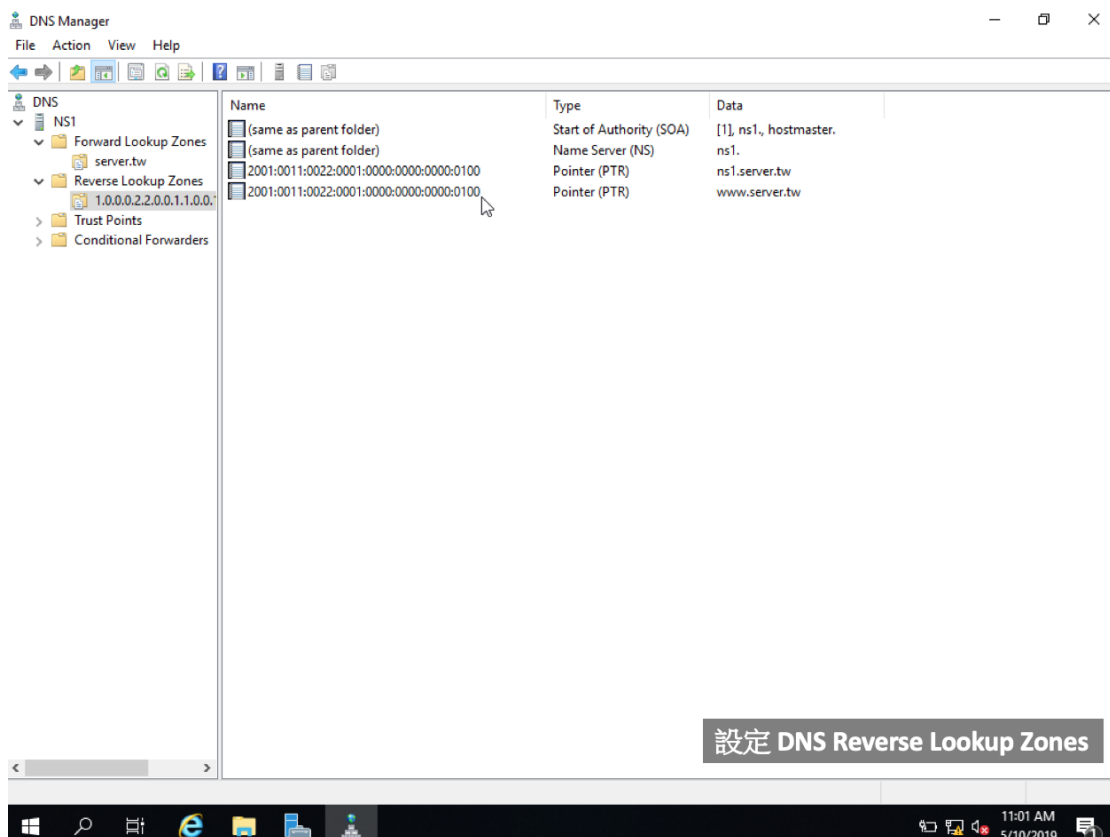 DNS Manager
File Action View Help
DNS
NS1
Forward Lookup Zones
server.tw
Reverse Lookup Zones
1.0.0.0.2.2.0.0.1.1.0.0.
Trust Points
Conditional Forwarders
Name Type Data
(same as parent folder) Start of Authority (SOA) [1], ns1., hostmaster.
(same as parent folder) Name Server (NS) ns1.
2001:0011:0022:0001:0000:0000:0000:0100 Pointer (PTR) ns1.server.tw
2001:0011:0022:0001:0000:0000:0000:0100 Pointer (PTR) www.server.tw
設定 DNS Reverse Lookup Zones
11:01 AM
5/10/2019
1